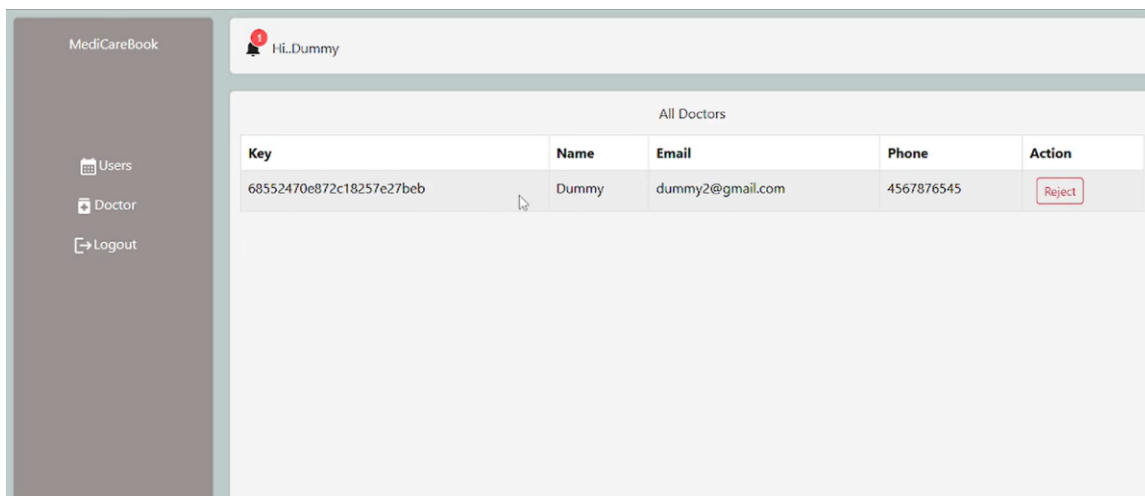 MediCareBook
Users
Doctor
Logout
1
Hi..Dummy
All Doctors
Key Name Email Phone Action
68552470e872c18257e27beb Dummy dummy2@gmail.com 4567876545 Reject